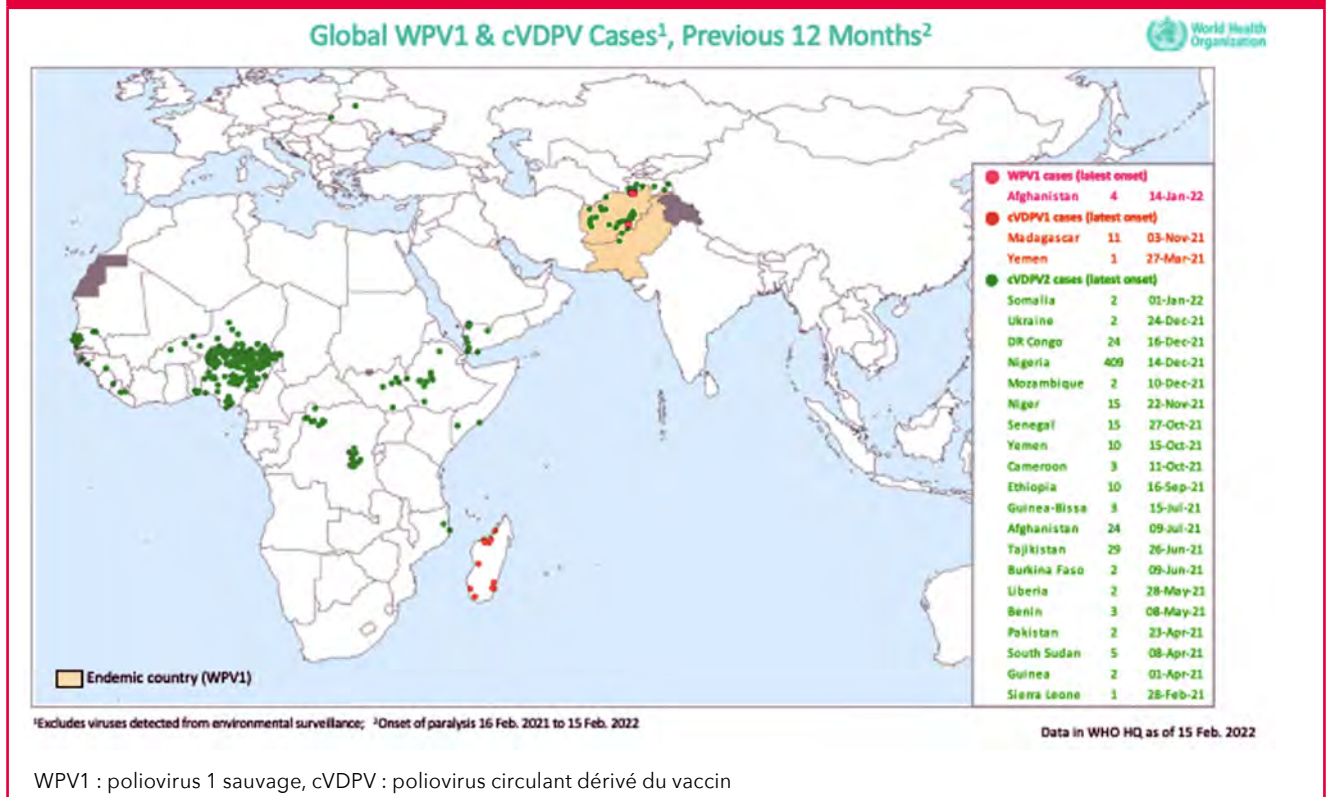 Global WPV1 & cVDPV Cases¹, Previous 12 Months²
World Health
Organization
WPV1 cases (latest onset)
Afghanistan 4 14-Jan-22
cVDPV1 cases (latest onset)
Madagascar 11 03-Nov-21
Yemen 1 27-Mar-21
cVDPV2 cases (latest onset)
Somalia 2 01-Jan-22
Ukraine 2 24-Dec-21
DR Congo 24 16-Dec-21
Nigeria 409 14-Dec-21
Mozambique 2 10-Dec-21
Niger 15 22-Nov-21
Senegal 15 27-Oct-21
Yemen 10 15-Oct-21
Cameroon 3 11-Oct-21
Ethiopia 10 16-Sep-21
Guinea-Bissa 3 15-Jul-21
Afghanistan 24 09-Jul-21
Tajikistan 29 26-Jun-21
Burkina Faso 2 09-Jun-21
Liberia 2 28-May-21
Benin 3 08-May-21
Pakistan 2 23-Apr-21
South Sudan 5 08-Apr-21
Guinea 2 01-Apr-21
Sierra Leone 1 28-Feb-21
Endemic country (WPV1)
¹Excludes viruses detected from environmental surveillance; ²Onset of paralysis 16 Feb. 2021 to 15 Feb. 2022
Data in WHO HQ as of 15 Feb. 2022
WPV1 : poliovirus 1 sauvage, cVDPV : poliovirus circulant dérivé du vaccin